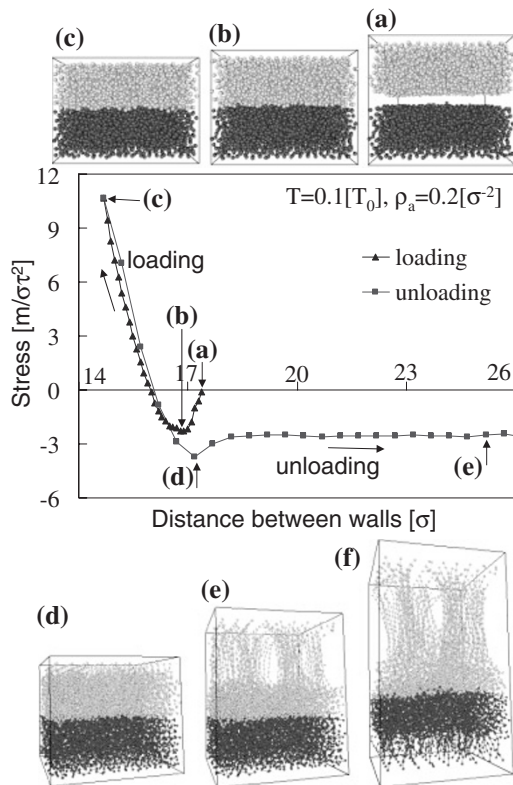 (c) (b) (a)
12
9
6
3
0
-3
-6
Stress [m/στ²]
T=0.1[T₀], ρₐ=0.2[σ⁻²]
loading
unloading
(c)
loading
(b)
(a)
14 17 20 23 26
(d)
unloading
(e)
Distance between walls [σ]
(d) (e) (f)